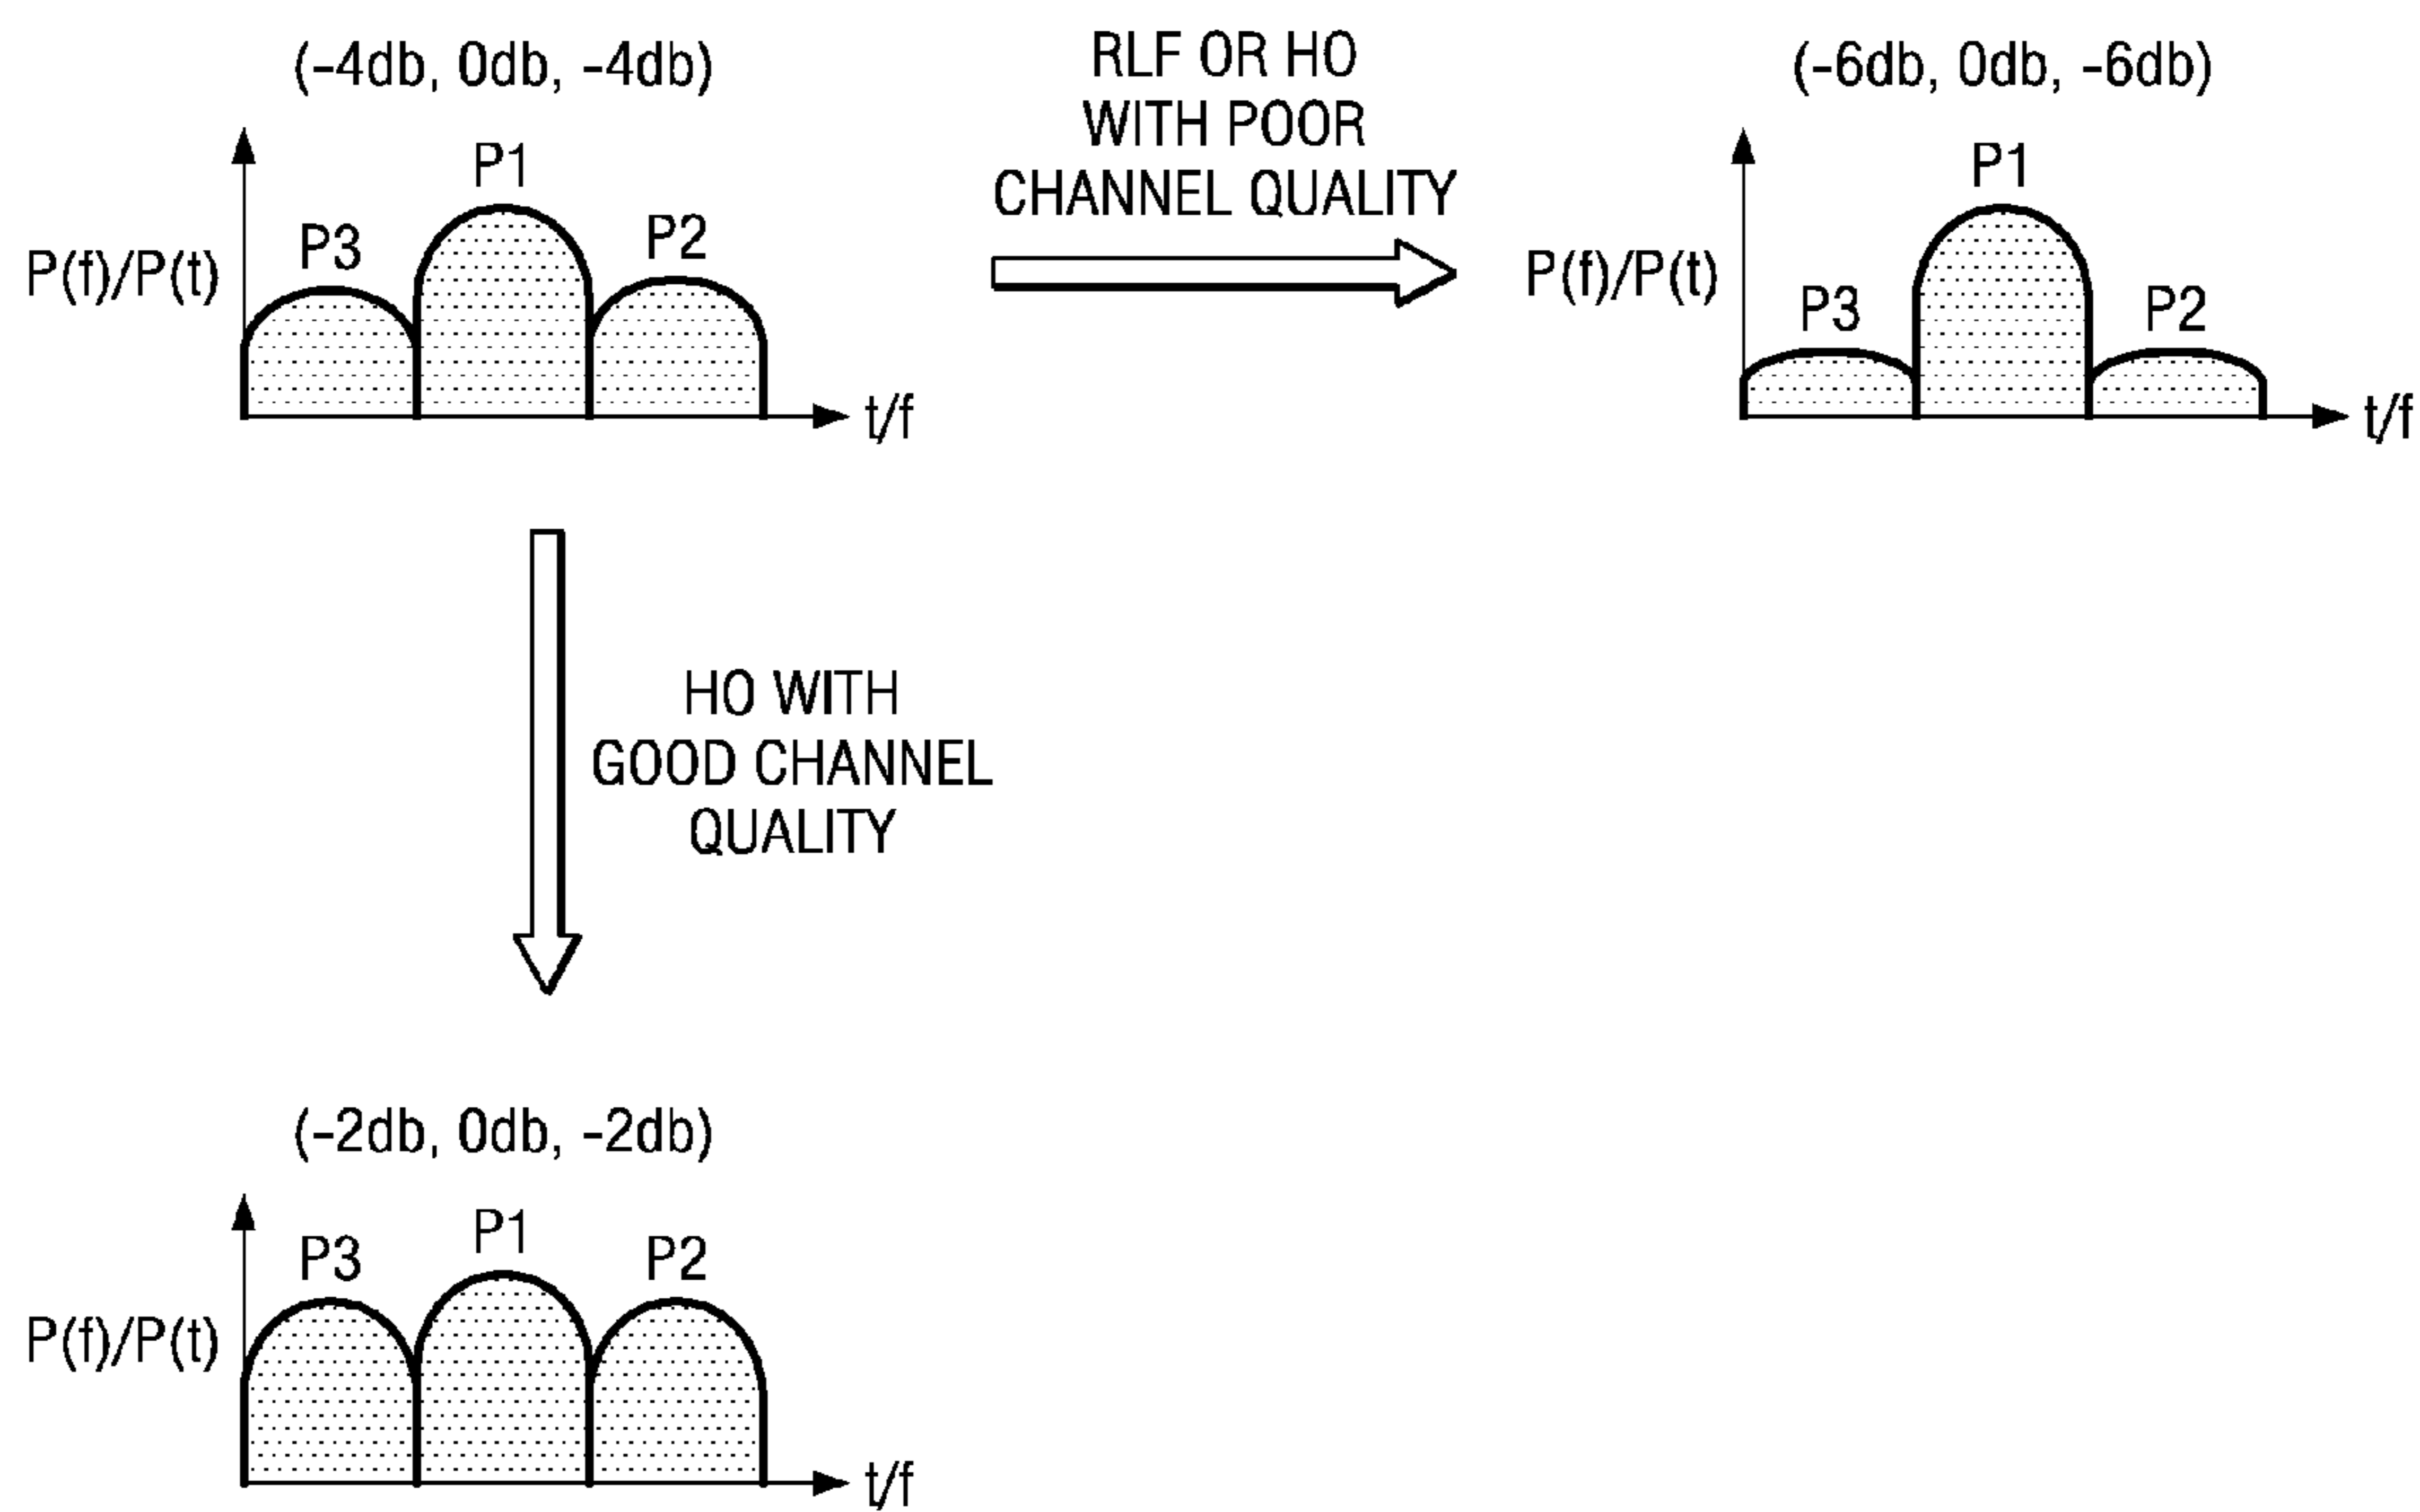 (-4db, 0db, -4db)
P1
P3
P2
P(f)/P(t)
t/f
RLF OR HO
WITH POOR
CHANNEL QUALITY
(-6db, 0db, -6db)
P1
P3
P2
P(f)/P(t)
t/f
HO WITH
GOOD CHANNEL
QUALITY
(-2db, 0db, -2db)
P1
P3
P2
P(f)/P(t)
t/f